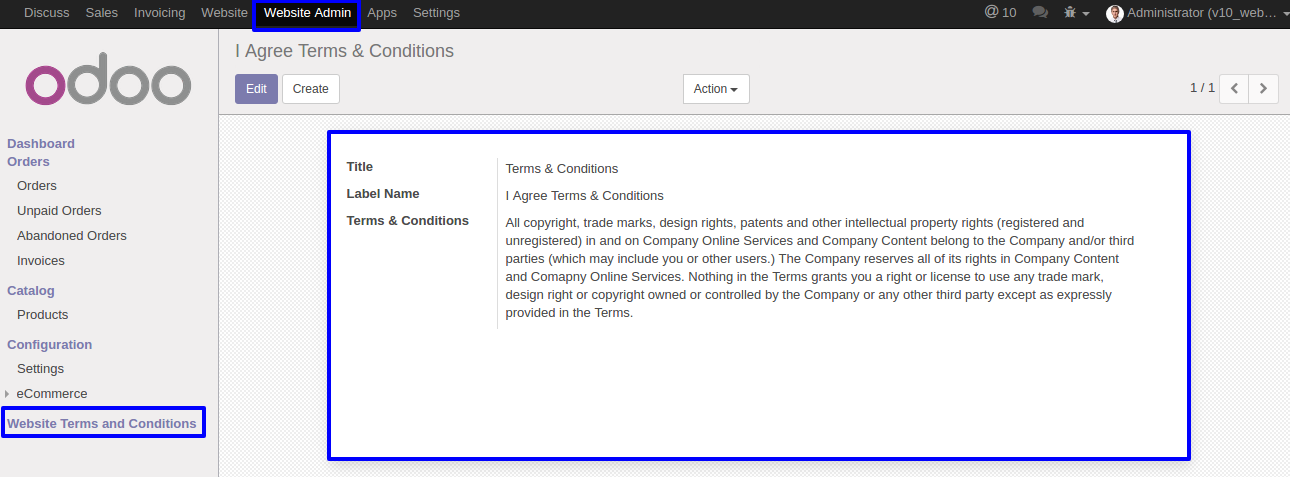 Discuss Sales Invoicing Website Website Admin Apps Settings @ 10 Administrator (v10_web...
odoo
I Agree Terms & Conditions
Edit Create Action 1 / 1
Dashboard
Orders
Orders
Unpaid Orders
Abandoned Orders
Invoices
Catalog
Products
Configuration
Settings
eCommerce
Website Terms and Conditions
Title Terms & Conditions
Label Name I Agree Terms & Conditions
Terms & Conditions All copyright, trade marks, design rights, patents and other intellectual property rights (registered and
unregistered) in and on Company Online Services and Company Content belong to the Company and/or third
parties (which may include you or other users.) The Company reserves all of its rights in Company Content
and Comapny Online Services. Nothing in the Terms grants you a right or license to use any trade mark,
design right or copyright owned or controlled by the Company or any other third party except as expressly
provided in the Terms.